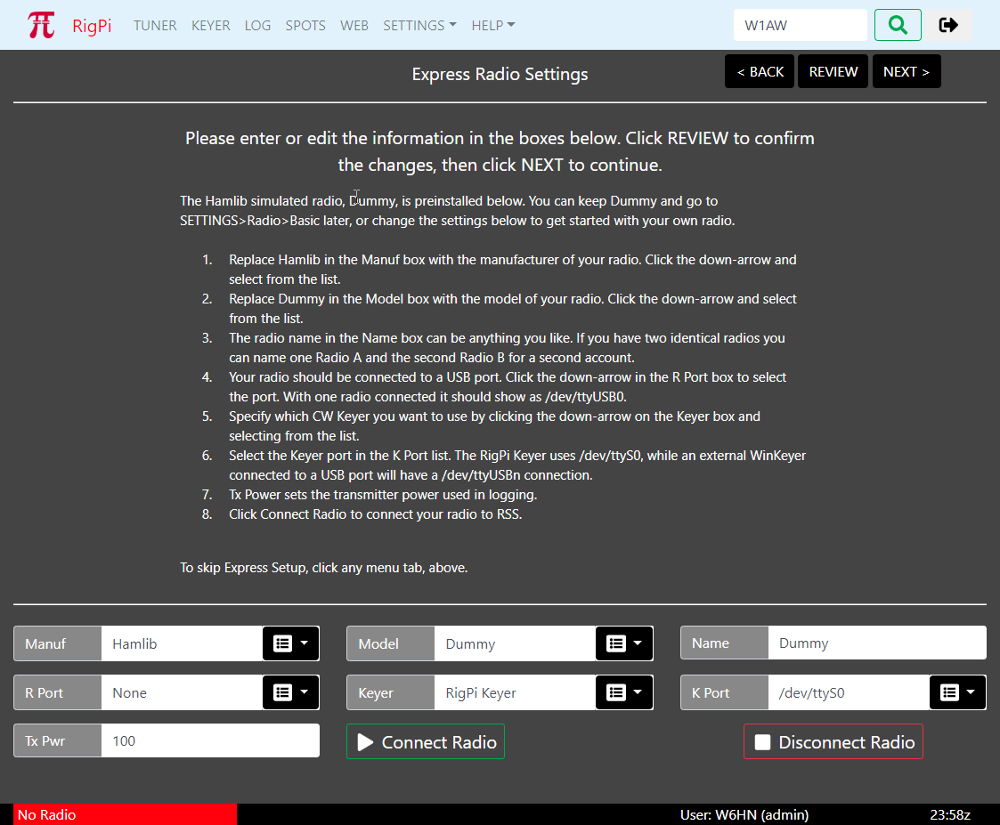 RigPi TUNER KEYER LOG SPOTS WEB SETTINGS HELP W1AW
Express Radio Settings < BACK REVIEW NEXT >
Please enter or edit the information in the boxes below. Click REVIEW to confirm
the changes, then click NEXT to continue.
The Hamlib simulated radio, Dummy, is preinstalled below. You can keep Dummy and go to
SETTINGS>Radio>Basic later, or change the settings below to get started with your own radio.
1. Replace Hamlib in the Manuf box with the manufacturer of your radio. Click the down-arrow and
select from the list.
2. Replace Dummy in the Model box with the model of your radio. Click the down-arrow and select
from the list.
3. The radio name in the Name box can be anything you like. If you have two identical radios you
can name one Radio A and the second Radio B for a second account.
4. Your radio should be connected to a USB port. Click the down-arrow in the R Port box to select
the port. With one radio connected it should show as /dev/ttyUSB0.
5. Specify which CW Keyer you want to use by clicking the down-arrow on the Keyer box and
selecting from the list.
6. Select the Keyer port in the K Port list. The RigPi Keyer uses /dev/ttyS0, while an external WinKeyer
connected to a USB port will have a /dev/ttyUSBn connection.
7. Tx Power sets the transmitter power used in logging.
8. Click Connect Radio to connect your radio to RSS.
To skip Express Setup, click any menu tab, above.
Manuf Hamlib Model Dummy Name Dummy
R Port None Keyer RigPi Keyer K Port /dev/ttyS0
Tx Pwr 100 Connect Radio Disconnect Radio
No Radio User: W6HN (admin) 23:58z